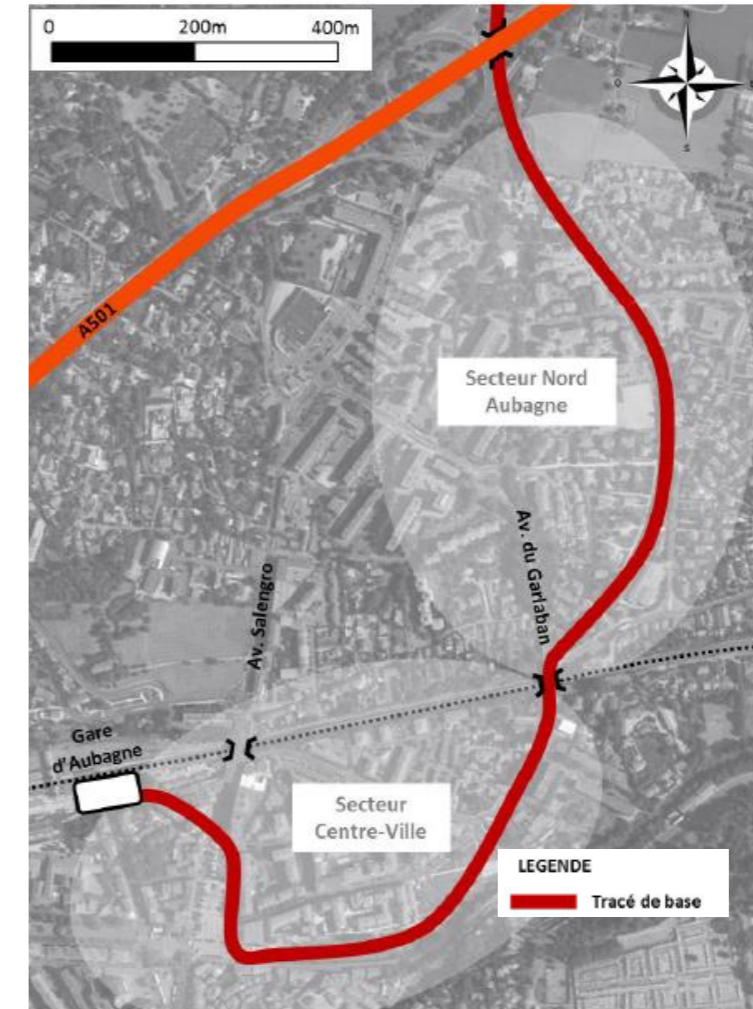 0 200m 400m
N
O
S
A501
Secteur Nord
Aubagne
Av. du Garlaban
Av. Salengro
Gare
d'Aubagne
Secteur
Centre-Ville
LEGENDE
Tracé de base